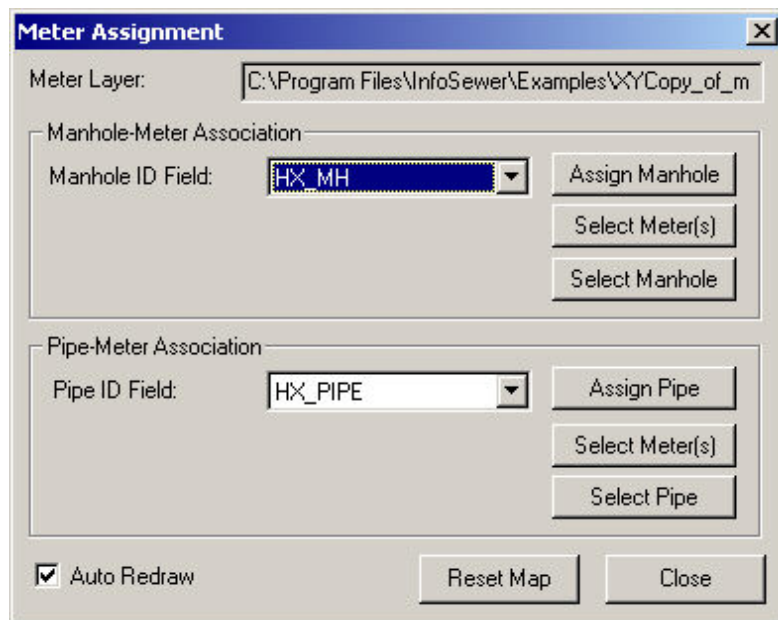 Meter Assignment
Meter Layer: C:\Program Files\InfoSewer\Examples\XYCopy_of_m
Manhole-Meter Association
Manhole ID Field: HX_MH Assign Manhole
Select Meter(s)
Select Manhole
Pipe-Meter Association
Pipe ID Field: HX_PIPE Assign Pipe
Select Meter(s)
Select Pipe
Auto Redraw Reset Map Close